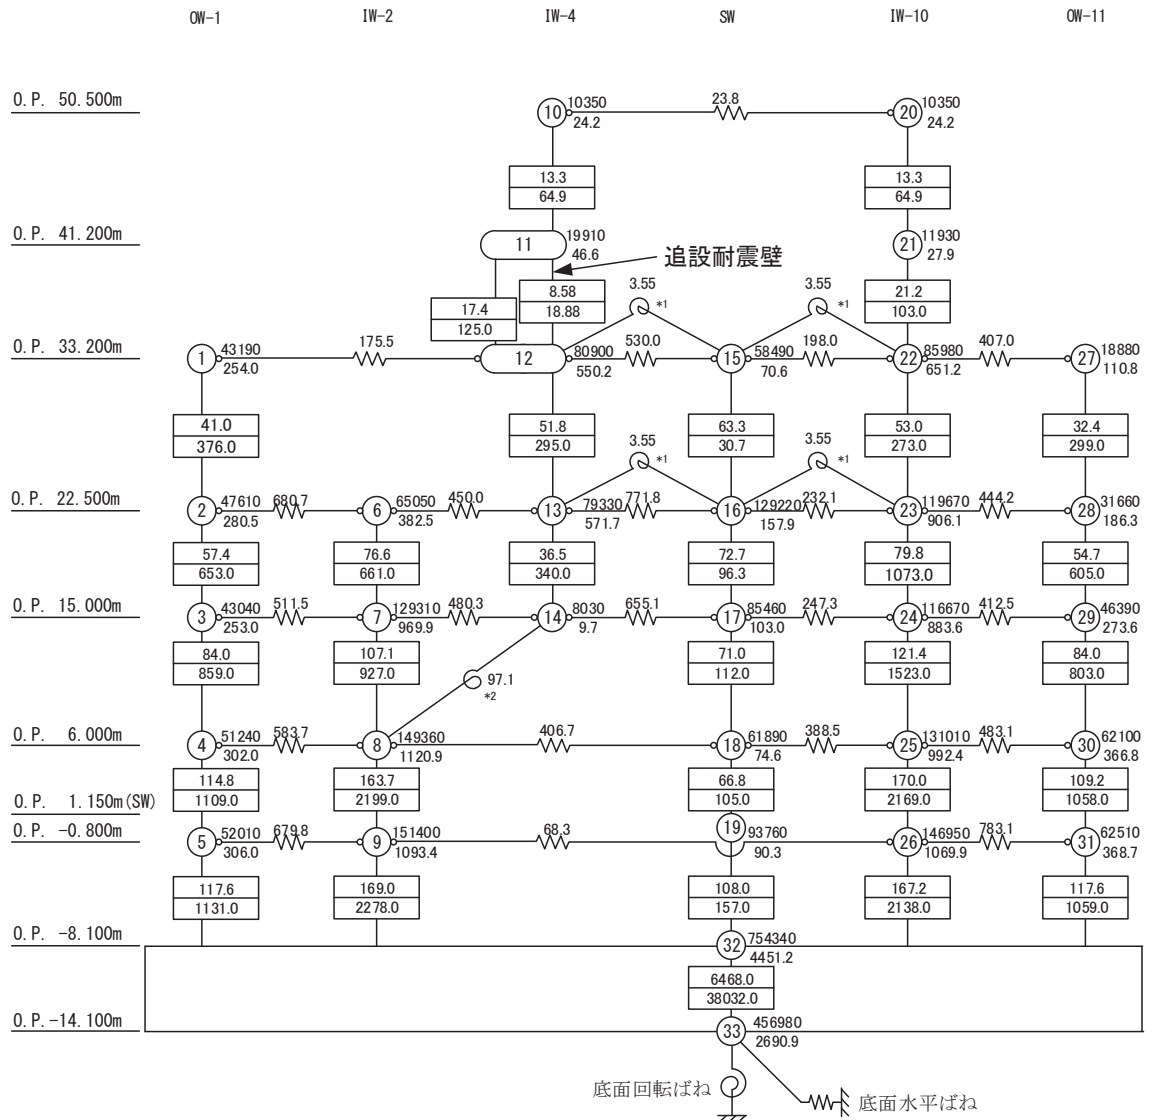 OW-1 IW-2 IW-4 SW IW-10 OW-11
O.P. 50.500m 10 10350 23.8 20 10350
24.2 24.2
13.3 13.3
64.9 64.9
O.P. 41.200m 11 19910 21 11930
46.6 追設耐震壁 27.9
8.58 3.55 3.55 21.2
17.4 18.88 *1 *1 103.0
125.0
O.P. 33.200m 1 43190 175.5 12 80900 530.0 15 58490 198.0 22 85980 407.0 27 18880
254.0 550.2 70.6 651.2 110.8
41.0 51.8 63.3 53.0 32.4
376.0 295.0 30.7 273.0 299.0
3.55 *1 3.55 *1
O.P. 22.500m 2 47610 680.7 6 65050 450.0 13 79330 771.8 16 129220 232.1 23 119670 444.2 28 31660
280.5 382.5 571.7 157.9 906.1 186.3
57.4 76.6 36.5 72.7 79.8 54.7
653.0 661.0 340.0 96.3 1073.0 605.0
O.P. 15.000m 3 43040 511.5 7 129310 480.3 14 8030 655.1 17 85460 247.3 24 116670 412.5 29 46390
253.0 969.9 9.7 103.0 883.6 273.6
84.0 107.1 71.0 121.4 84.0
859.0 927.0 112.0 1523.0 803.0
97.1
*2
O.P. 6.000m 4 51240 583.7 8 149360 406.7 18 61890 388.5 25 131010 483.1 30 62100
302.0 1120.9 74.6 992.4 366.8
114.8 163.7 66.8 170.0 109.2
1109.0 2199.0 105.0 2169.0 1058.0
O.P. 1.150m(SW)
O.P. -0.800m 5 52010 679.8 9 151400 68.3 19 93760 26 146950 783.1 31 62510
306.0 1093.4 90.3 1069.9 368.7
117.6 169.0 108.0 167.2 117.6
1131.0 2278.0 157.0 2138.0 1059.0
O.P. -8.100m 32 754340
4451.2
6468.0
38032.0
O.P.-14.100m 33 456980
2690.9
底面回転ばね 底面水平ばね